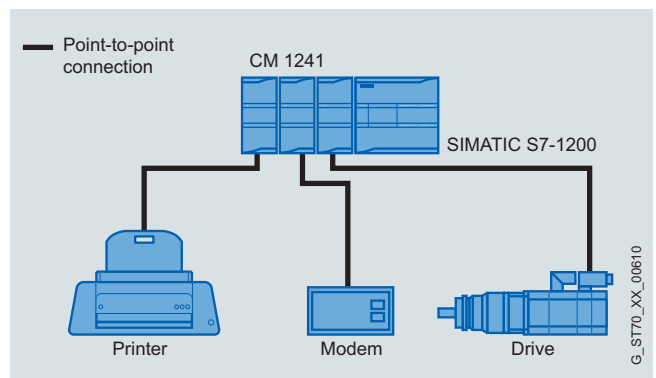 Point-to-point
connection
CM 1241
SIMATIC S7-1200
Printer
Modem
Drive
G_ST70_XX_00610